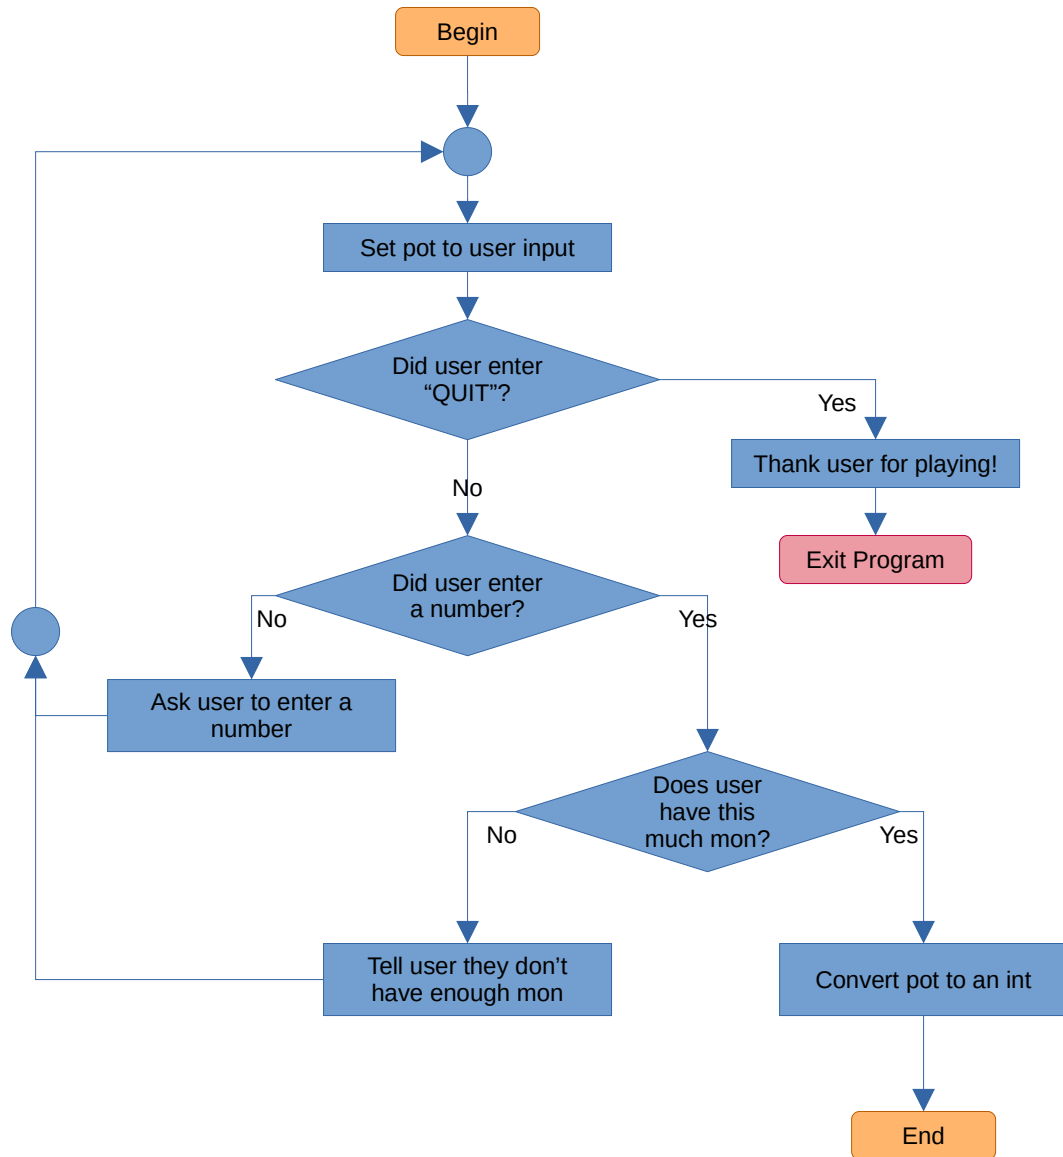 Begin
Set pot to user input
Did user enter
“QUIT”?
Yes
Thank user for playing!
No
Exit Program
Did user enter
a number?
No
Yes
Ask user to enter a
number
Does user
have this
much mon?
No
Yes
Tell user they don’t
have enough mon
Convert pot to an int
End